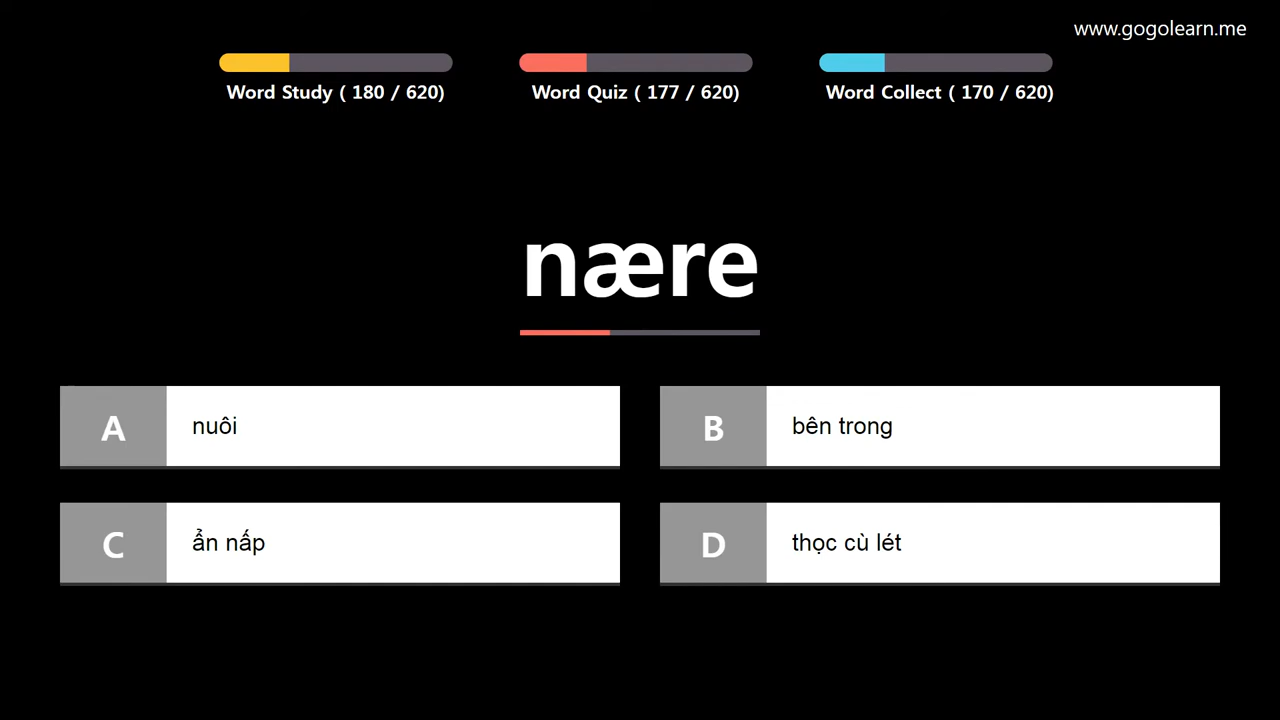 www.gogolearn.me
Word Study ( 180 / 620)
Word Quiz ( 177 / 620)
Word Collect ( 170 / 620)
nære
A nuôi
B bên trong
C ẩn nấp
D thọc cù lét